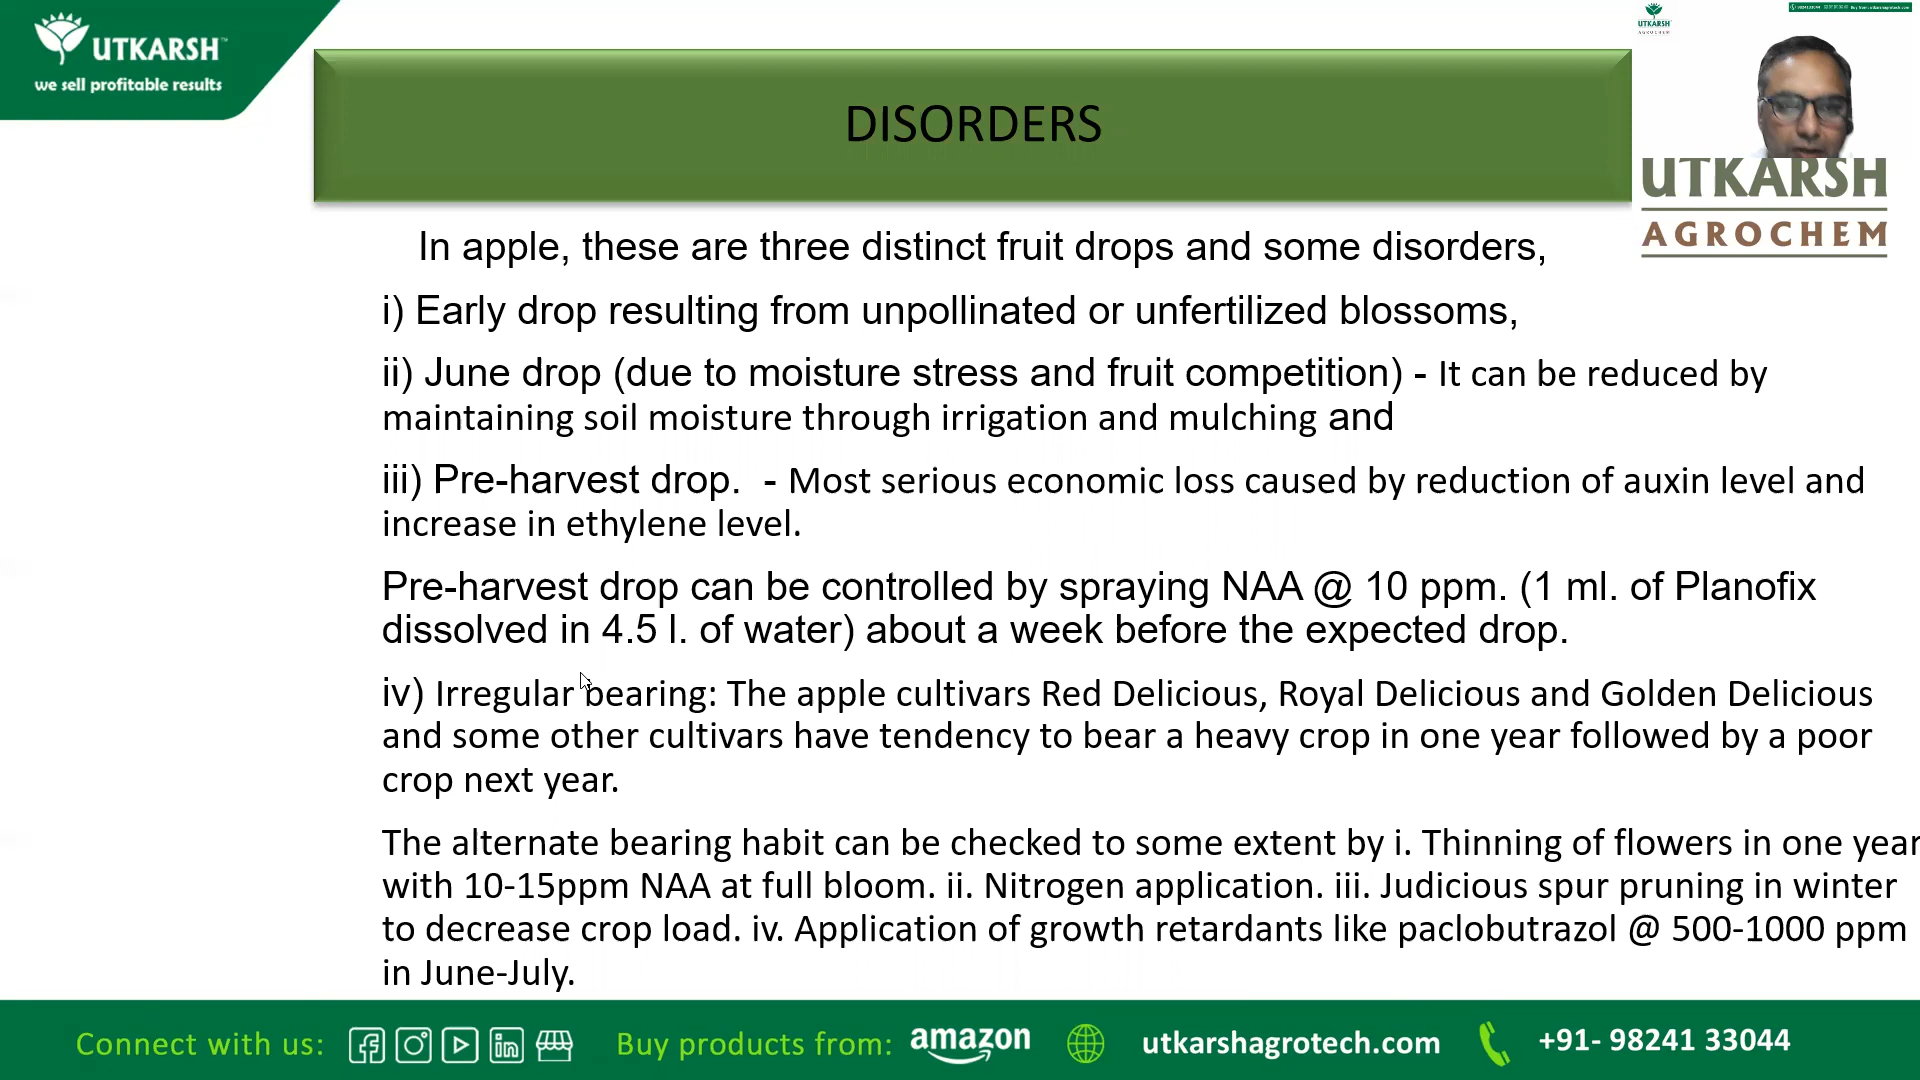 UTKARSH™
we sell profitable results
UTKARSH
AGROCHEM
DISORDERS
UTKARSH
AGROCHEM
In apple, these are three distinct fruit drops and some disorders,
i) Early drop resulting from unpollinated or unfertilized blossoms,
ii) June drop (due to moisture stress and fruit competition) - It can be reduced by
maintaining soil moisture through irrigation and mulching and
iii) Pre-harvest drop.  - Most serious economic loss caused by reduction of auxin level and
increase in ethylene level.
Pre-harvest drop can be controlled by spraying NAA @ 10 ppm. (1 ml. of Planofix
dissolved in 4.5 l. of water) about a week before the expected drop.
iv) Irregular bearing: The apple cultivars Red Delicious, Royal Delicious and Golden Delicious
and some other cultivars have tendency to bear a heavy crop in one year followed by a poor
crop next year.
The alternate bearing habit can be checked to some extent by i. Thinning of flowers in one year
with 10-15ppm NAA at full bloom. ii. Nitrogen application. iii. Judicious spur pruning in winter
to decrease crop load. iv. Application of growth retardants like paclobutrazol @ 500-1000 ppm
in June-July.
Connect with us: Buy products from: amazon utkarshagrotech.com +91- 98241 33044